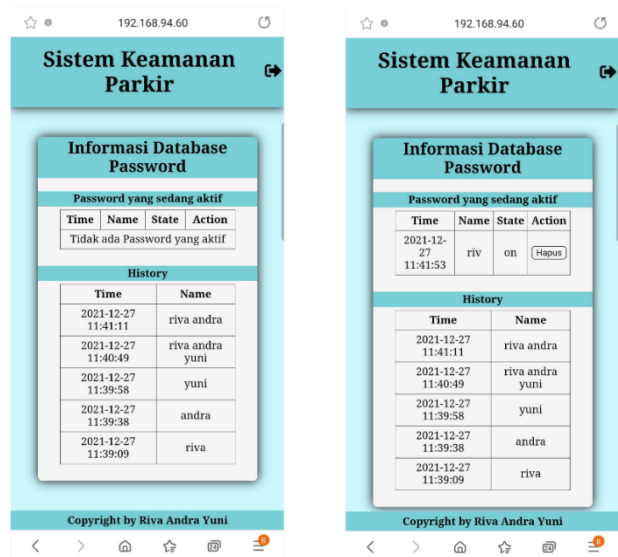 192.168.94.60
Sistem Keamanan
Parkir
Informasi Database
Password
Password yang sedang aktif
Time Name State Action
Tidak ada Password yang aktif
History
Time Name
2021-12-27
11:41:11
riva andra
2021-12-27
11:40:49
riva andra
yuni
2021-12-27
11:39:58
yuni
2021-12-27
11:39:38
andra
2021-12-27
11:39:09
riva
Copyright by Riva Andra Yuni
24
192.168.94.60
Sistem Keamanan
Parkir
Informasi Database
Password
Password yang sedang aktif
Time Name State Action
2021-12-
27
11:41:53
riv
on
Hapus
History
Time Name
2021-12-27
11:41:11
riva andra
2021-12-27
11:40:49
riva andra
yuni
2021-12-27
11:39:58
yuni
2021-12-27
11:39:38
andra
2021-12-27
11:39:09
riva
Copyright by Riva Andra Yuni
24